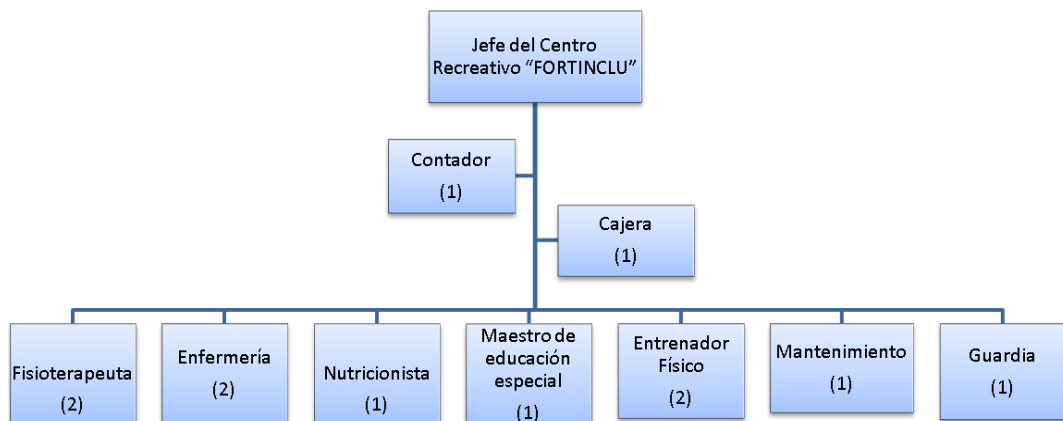 Jefe del Centro
Recreativo “FORTINCLU”
Contador
(1)
Cajera
(1)
Fisioterapeuta
(2)
Enfermería
(2)
Nutricionista
(1)
Maestro de
educación
especial
(1)
Entrenador
Físico
(2)
Mantenimiento
(1)
Guardia
(1)